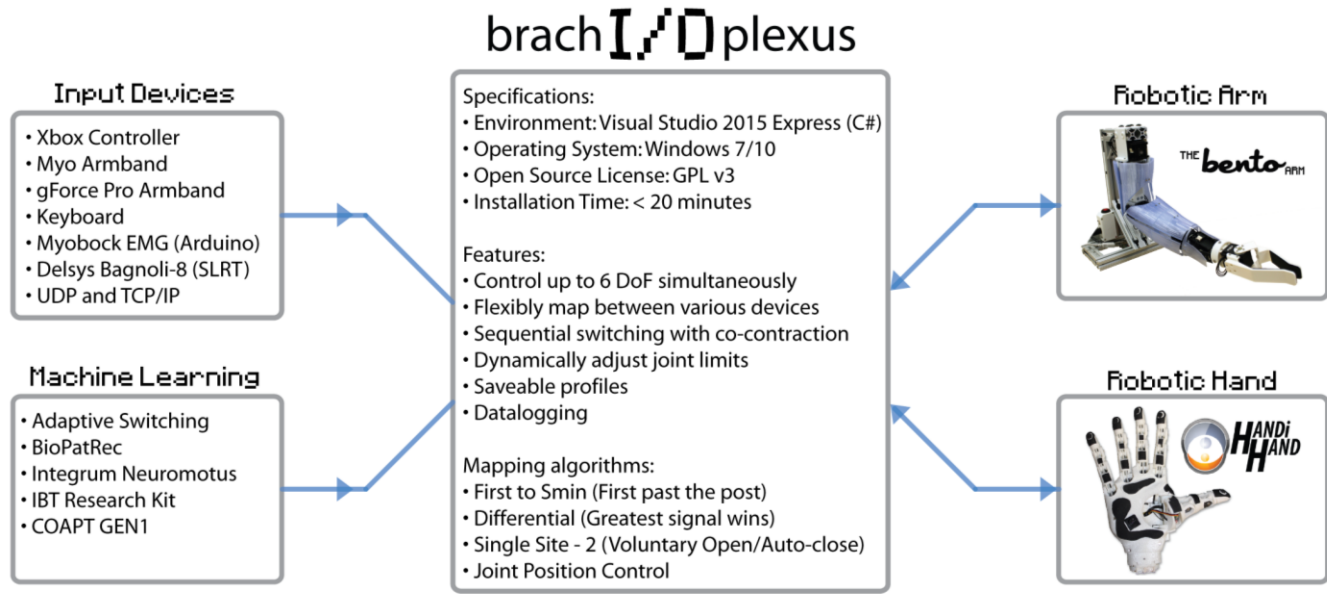 brachI/Oplexus
Input Devices
• Xbox Controller
• Myo Armband
• gForce Pro Armband
• Keyboard
• Myobock EMG (Arduino)
• Delsys Bagnoli-8 (SLRT)
• UDP and TCP/IP
Machine Learning
• Adaptive Switching
• BioPatRec
• Integrum Neuromotus
• IBT Research Kit
• COAPT GEN1
Specifications:
• Environment: Visual Studio 2015 Express (C#)
• Operating System: Windows 7/10
• Open Source License: GPL v3
• Installation Time: < 20 minutes
Features:
• Control up to 6 DoF simultaneously
• Flexibly map between various devices
• Sequential switching with co-contraction
• Dynamically adjust joint limits
• Saveable profiles
• Datalogging
Mapping algorithms:
• First to Smin (First past the post)
• Differential (Greatest signal wins)
• Single Site - 2 (Voluntary Open/Auto-close)
• Joint Position Control
Robotic Arm
THE bento ARM
Robotic Hand
HANDi
HAND